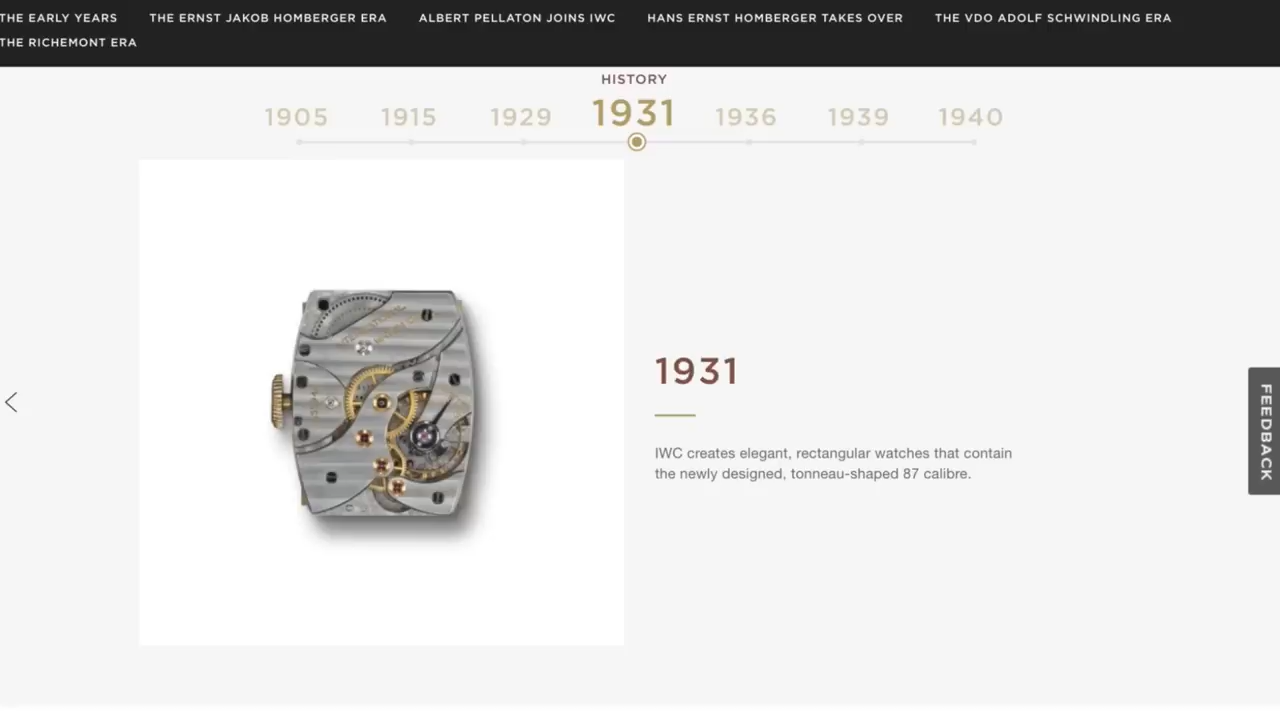 THE EARLY YEARS THE ERNST JAKOB HOMBERGER ERA ALBERT PELLATON JOINS IWC HANS ERNST HOMBERGER TAKES OVER THE VDO ADOLF SCHWINDLING ERA
THE RICHEMONT ERA
HISTORY
1905 1915 1929 1931 1936 1939 1940
1931
IWC creates elegant, rectangular watches that contain
the newly designed, tonneau-shaped 87 calibre.
FEEDBACK